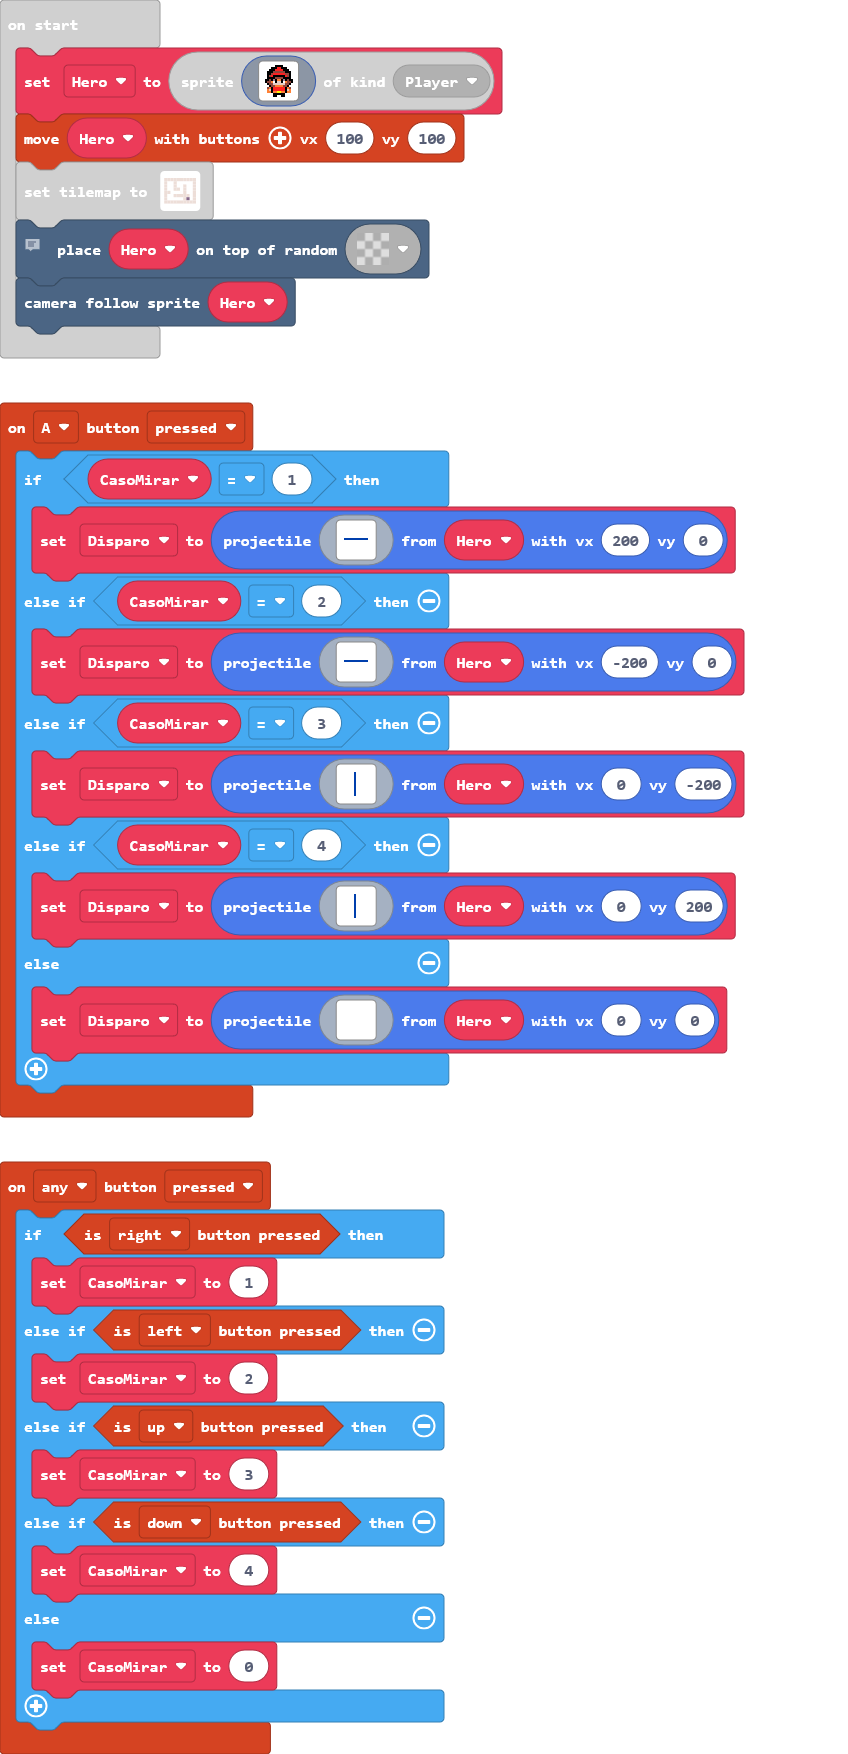 on start
set Hero to sprite of kind Player
move Hero with buttons vx 100 vy 100
set tilemap to
place Hero on top of random
camera follow sprite Hero
on A button pressed
if CasoMirar = 1 then
set Disparo to projectile from Hero with vx 200 vy 0
else if CasoMirar = 2 then
set Disparo to projectile from Hero with vx -200 vy 0
else if CasoMirar = 3 then
set Disparo to projectile from Hero with vx 0 vy -200
else if CasoMirar = 4 then
set Disparo to projectile from Hero with vx 0 vy 200
else
set Disparo to projectile from Hero with vx 0 vy 0
on any button pressed
if is right button pressed then
set CasoMirar to 1
else if is left button pressed then
set CasoMirar to 2
else if is up button pressed then
set CasoMirar to 3
else if is down button pressed then
set CasoMirar to 4
else
set CasoMirar to 0